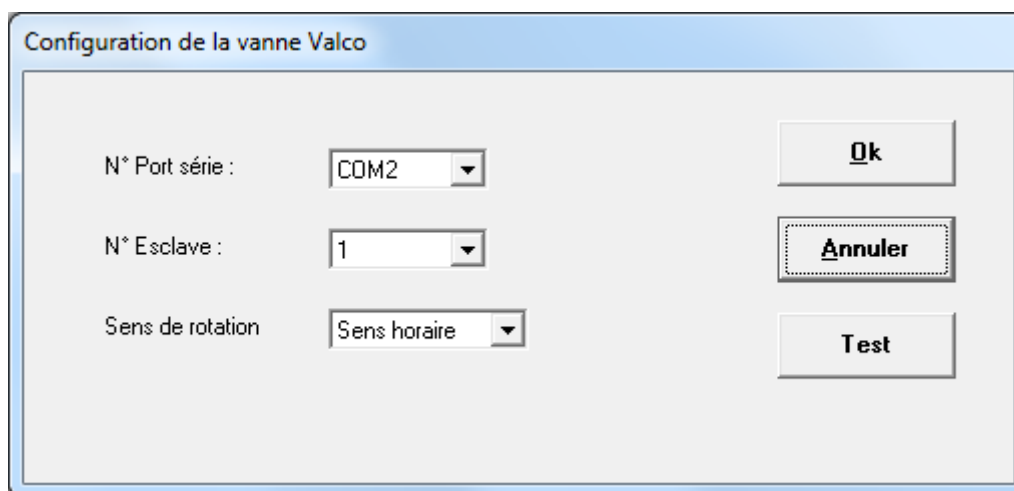 Configuration de la vanne Valco
N° Port série : COM2
Ok
N° Esclave : 1
Annuler
Sens de rotation Sens horaire
Test